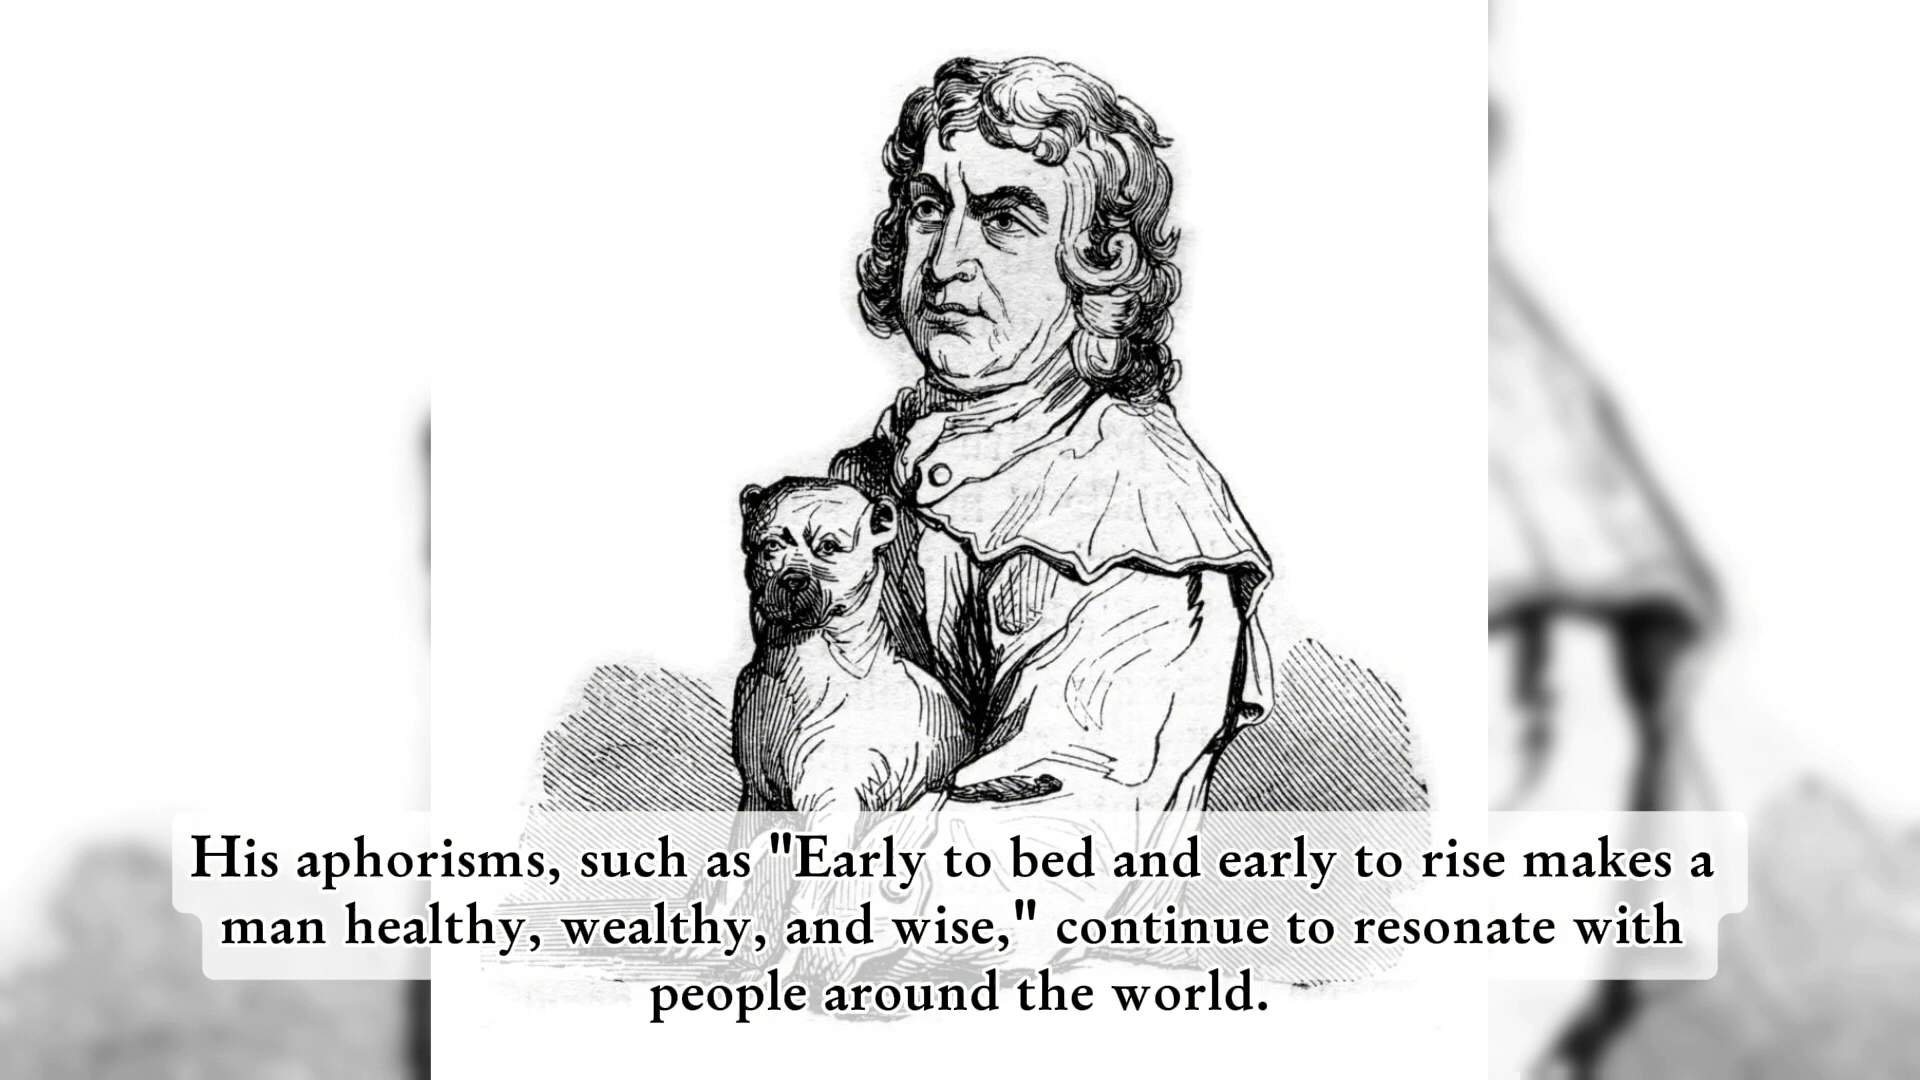 His aphorisms, such as "Early to bed and early to rise makes a
man healthy, wealthy, and wise," continue to resonate with
people around the world.